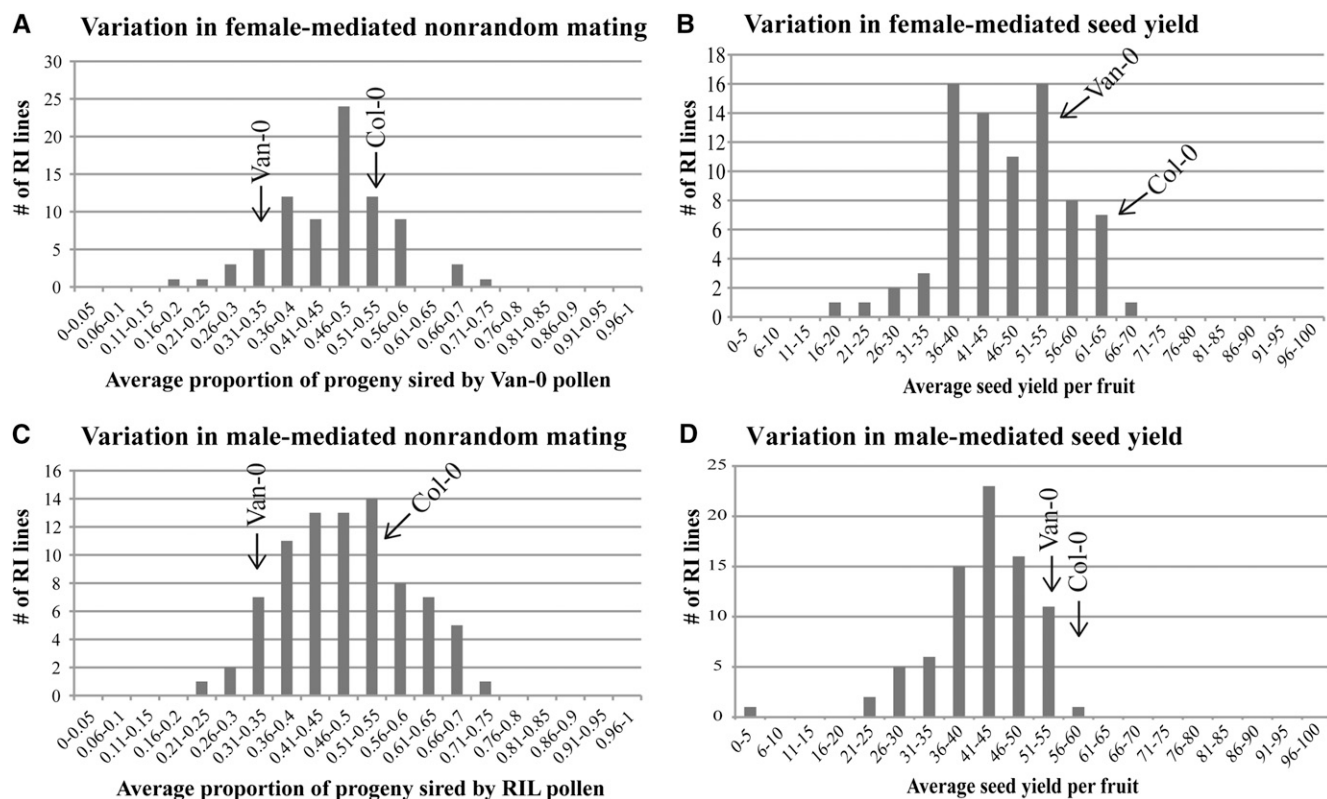 A Variation in female-mediated nonrandom mating
# of RI lines
30
25
20
15
10
5
0
Van-0
Col-0
0-0.05 0.06-0.1 0.11-0.15 0.16-0.2 0.21-0.25 0.26-0.3 0.31-0.35 0.36-0.4 0.41-0.45 0.46-0.5 0.51-0.55 0.56-0.6 0.61-0.65 0.66-0.7 0.71-0.75 0.76-0.8 0.81-0.85 0.86-0.9 0.91-0.95 0.96-1
Average proportion of progeny sired by Van-0 pollen
B Variation in female-mediated seed yield
# of RI lines
18
16
14
12
10
8
6
4
2
0
Van-0
Col-0
0-5 6-10 11-15 16-20 21-25 26-30 31-35 36-40 41-45 46-50 51-55 56-60 61-65 66-70 71-75 76-80 81-85 86-90 91-95 96-100
Average seed yield per fruit
C Variation in male-mediated nonrandom mating
# of RI lines
16
14
12
10
8
6
4
2
0
Van-0
Col-0
0-0.05 0.06-0.1 0.11-0.15 0.16-0.2 0.21-0.25 0.26-0.3 0.31-0.35 0.36-0.4 0.41-0.45 0.46-0.5 0.51-0.55 0.56-0.6 0.61-0.65 0.66-0.7 0.71-0.75 0.76-0.8 0.81-0.85 0.86-0.9 0.91-0.95 0.96-1
Average proportion of progeny sired by RIL pollen
D Variation in male-mediated seed yield
# of RI lines
25
20
15
10
5
0
Van-0
Col-0
0-5 6-10 11-15 16-20 21-25 26-30 31-35 36-40 41-45 46-50 51-55 56-60 61-65 66-70 71-75 76-80 81-85 86-90 91-95 96-100
Average seed yield per fruit